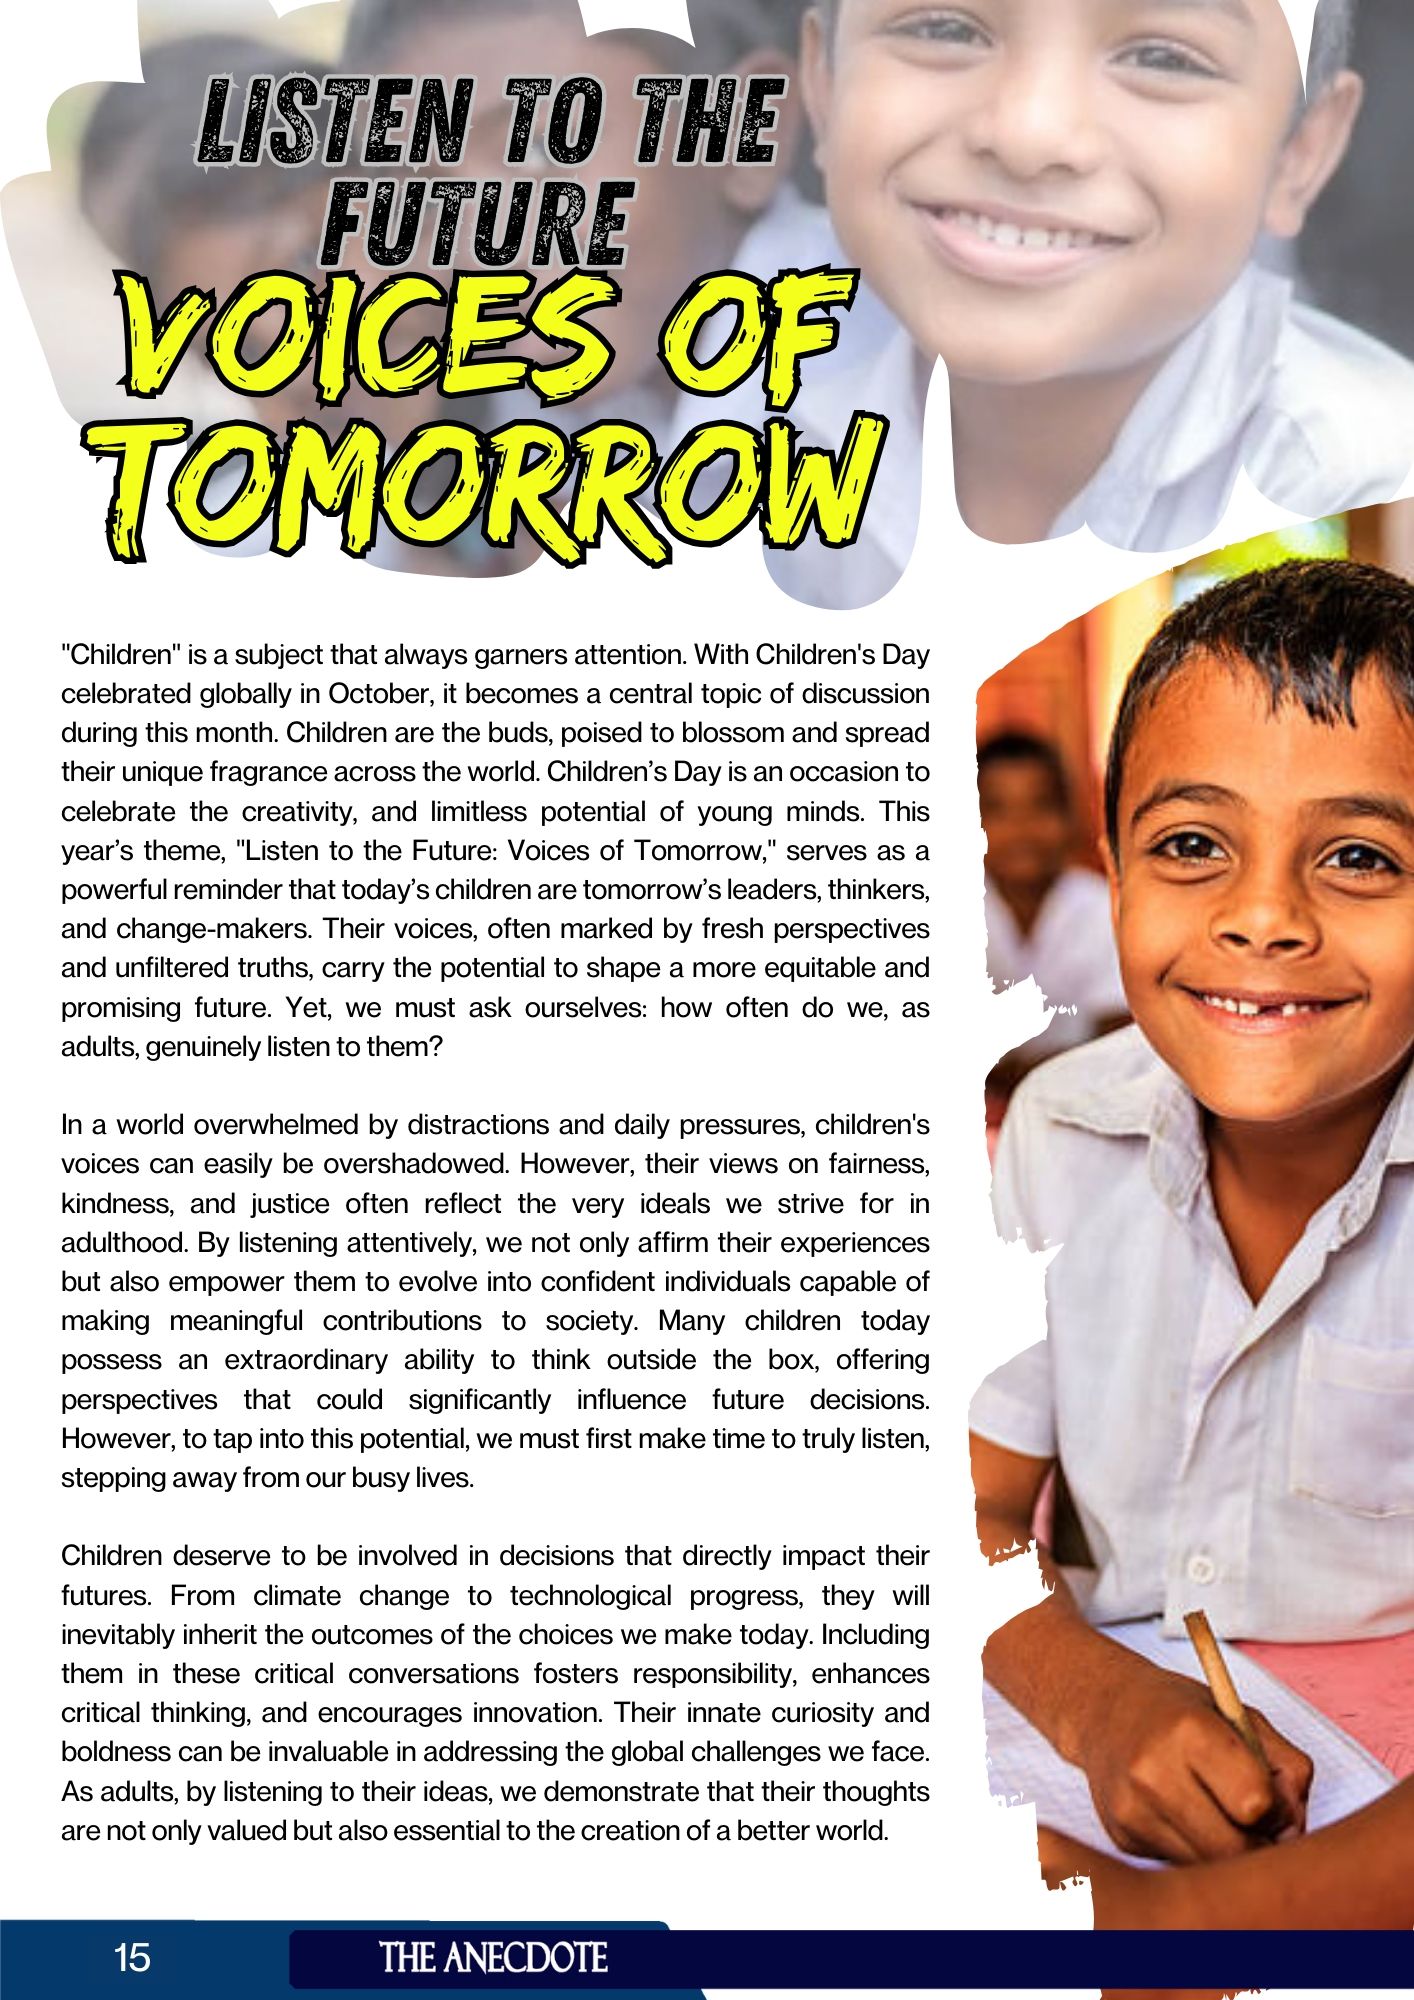 LISTEN TO THE
FUTURE
VOICES OF
TOMORROW
"Children" is a subject that always garners attention. With Children's Day
celebrated globally in October, it becomes a central topic of discussion
during this month. Children are the buds, poised to blossom and spread
their unique fragrance across the world. Children’s Day is an occasion to
celebrate the creativity, and limitless potential of young minds. This
year’s theme, "Listen to the Future: Voices of Tomorrow," serves as a
powerful reminder that today’s children are tomorrow’s leaders, thinkers,
and change-makers. Their voices, often marked by fresh perspectives
and unfiltered truths, carry the potential to shape a more equitable and
promising future. Yet, we must ask ourselves: how often do we, as
adults, genuinely listen to them?
In a world overwhelmed by distractions and daily pressures, children's
voices can easily be overshadowed. However, their views on fairness,
kindness, and justice often reflect the very ideals we strive for in
adulthood. By listening attentively, we not only affirm their experiences
but also empower them to evolve into confident individuals capable of
making meaningful contributions to society. Many children today
possess an extraordinary ability to think outside the box, offering
perspectives that could significantly influence future decisions.
However, to tap into this potential, we must first make time to truly listen,
stepping away from our busy lives.
Children deserve to be involved in decisions that directly impact their
futures. From climate change to technological progress, they will
inevitably inherit the outcomes of the choices we make today. Including
them in these critical conversations fosters responsibility, enhances
critical thinking, and encourages innovation. Their innate curiosity and
boldness can be invaluable in addressing the global challenges we face.
As adults, by listening to their ideas, we demonstrate that their thoughts
are not only valued but also essential to the creation of a better world.
15
THE ANECDOTE